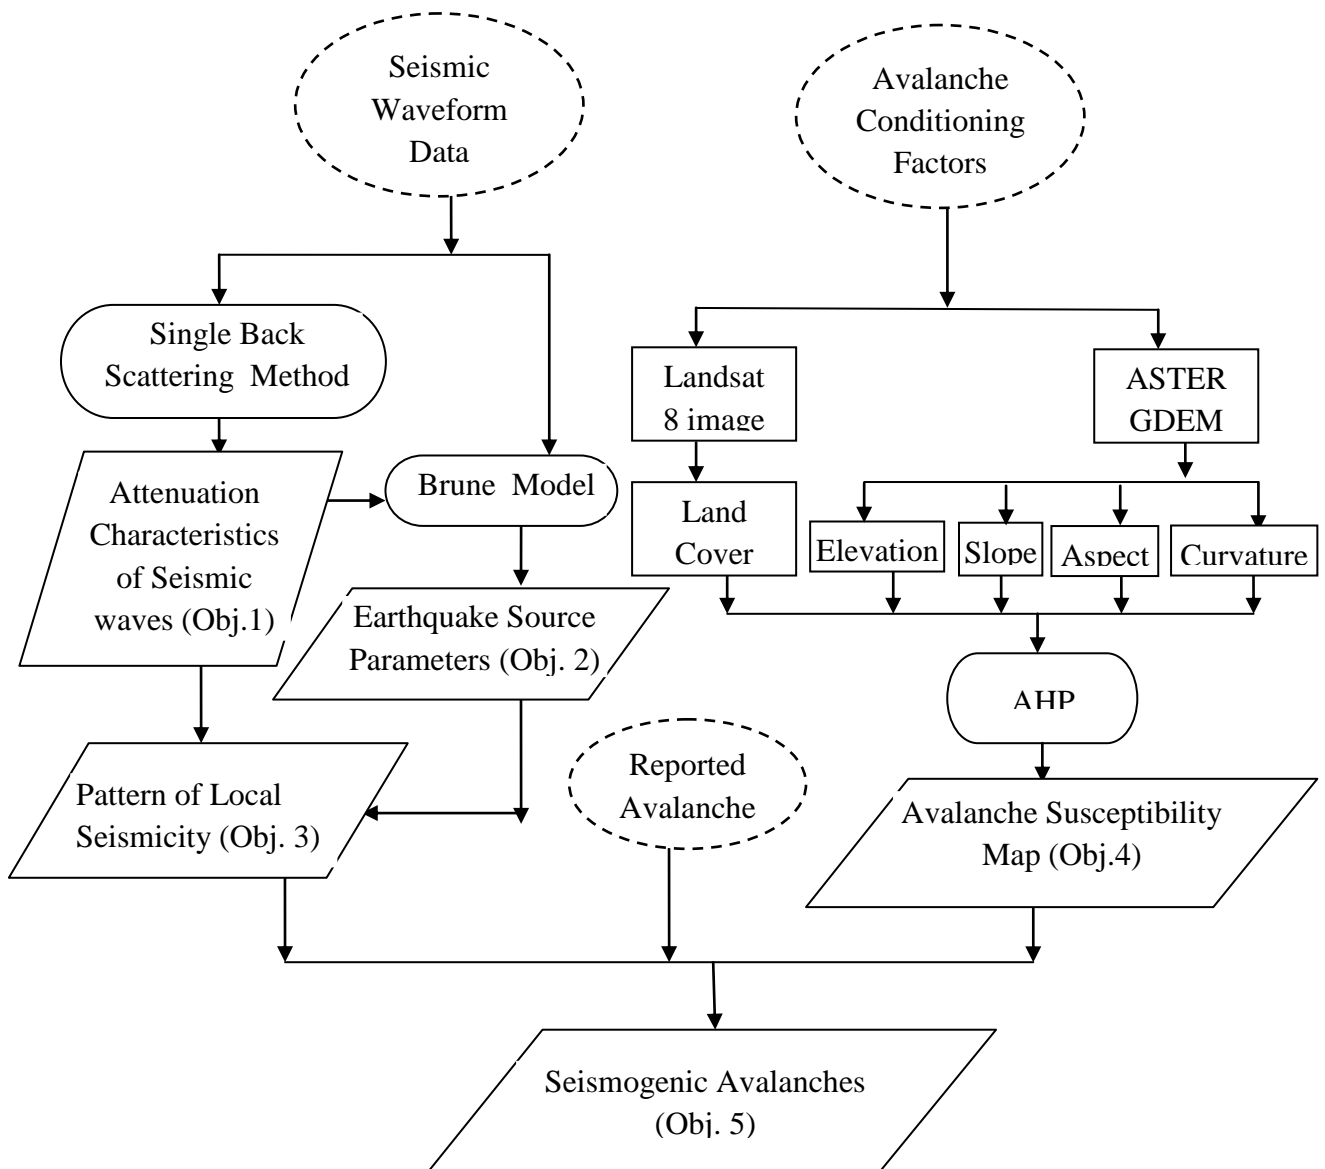 Seismic
Waveform
Data
Avalanche
Conditioning
Factors
Single Back
Scattering Method
Landsat
8 image
ASTER
GDEM
Attenuation
Characteristics
of Seismic
waves (Obj.1)
Brune Model
Land
Cover
Elevation
Slope
Aspect
Curvature
Earthquake Source
Parameters (Obj. 2)
AHP
Pattern of Local
Seismicity (Obj. 3)
Reported
Avalanche
Avalanche Susceptibility
Map (Obj.4)
Seismogenic Avalanches
(Obj. 5)